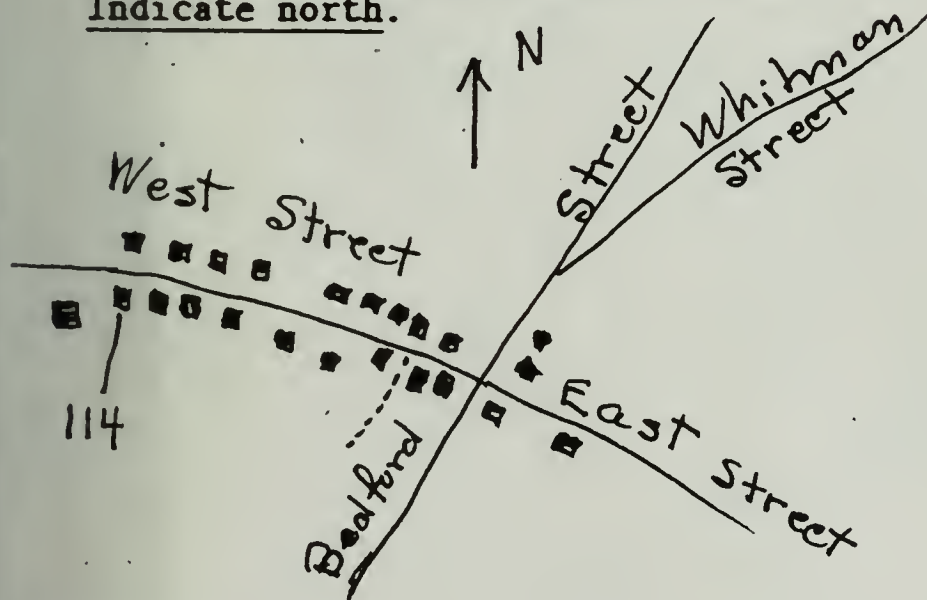 Indicate north.
N
Whitman
Street
Street
West Street
East Street
114
Bedford